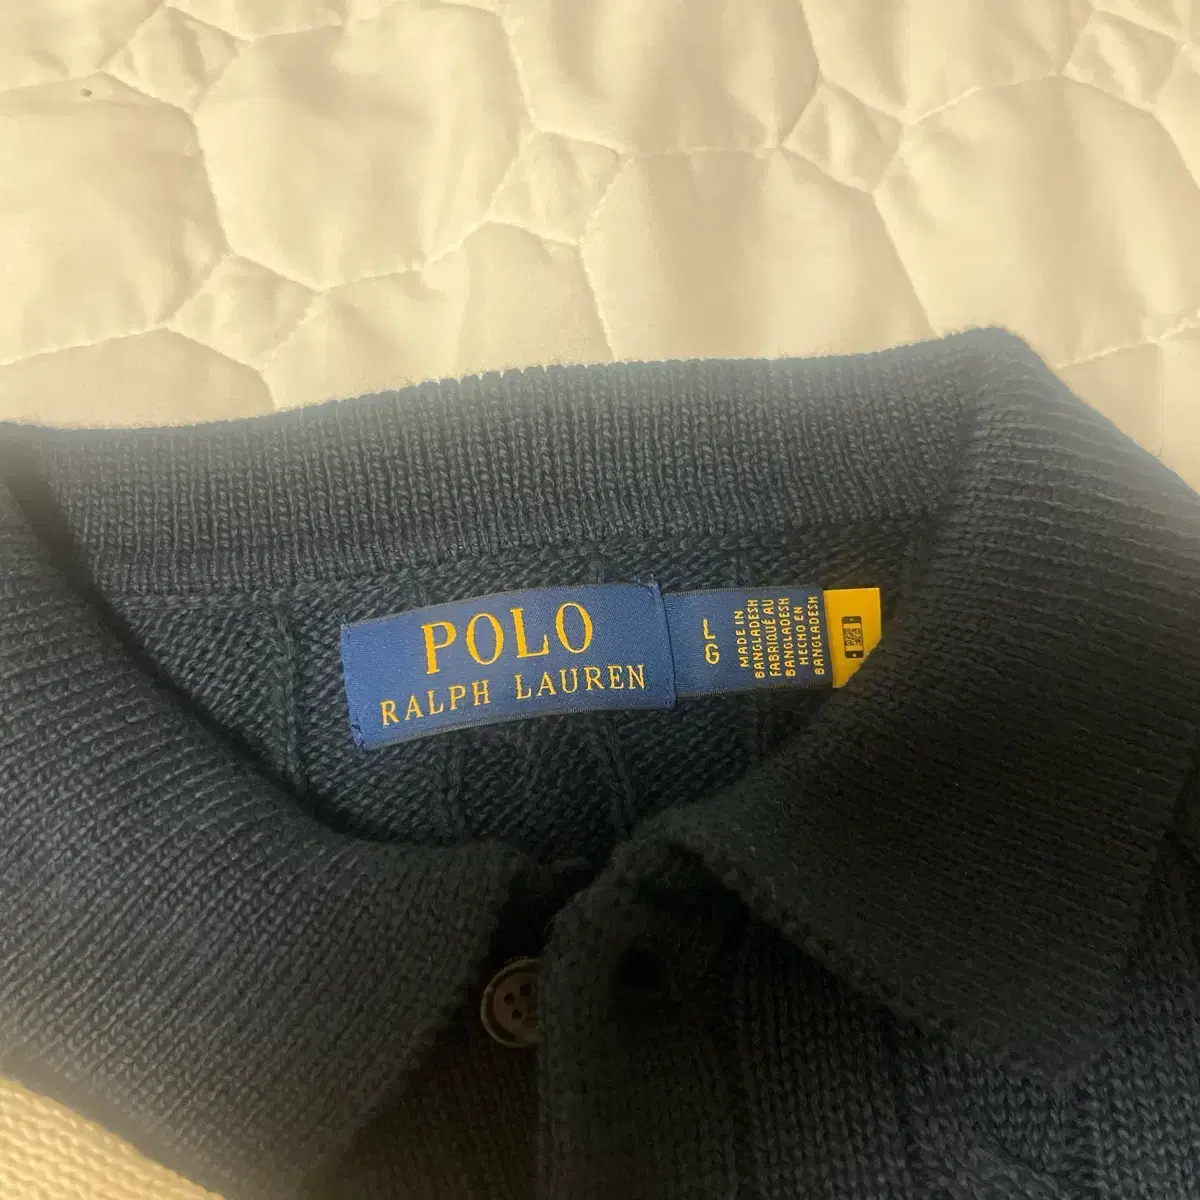 POLO
RALPH LAUREN
L
G
MADE IN
BANGLADESH
FABRIQUÉ AU
BANGLADESH
HECHO EN
BANGLADESH